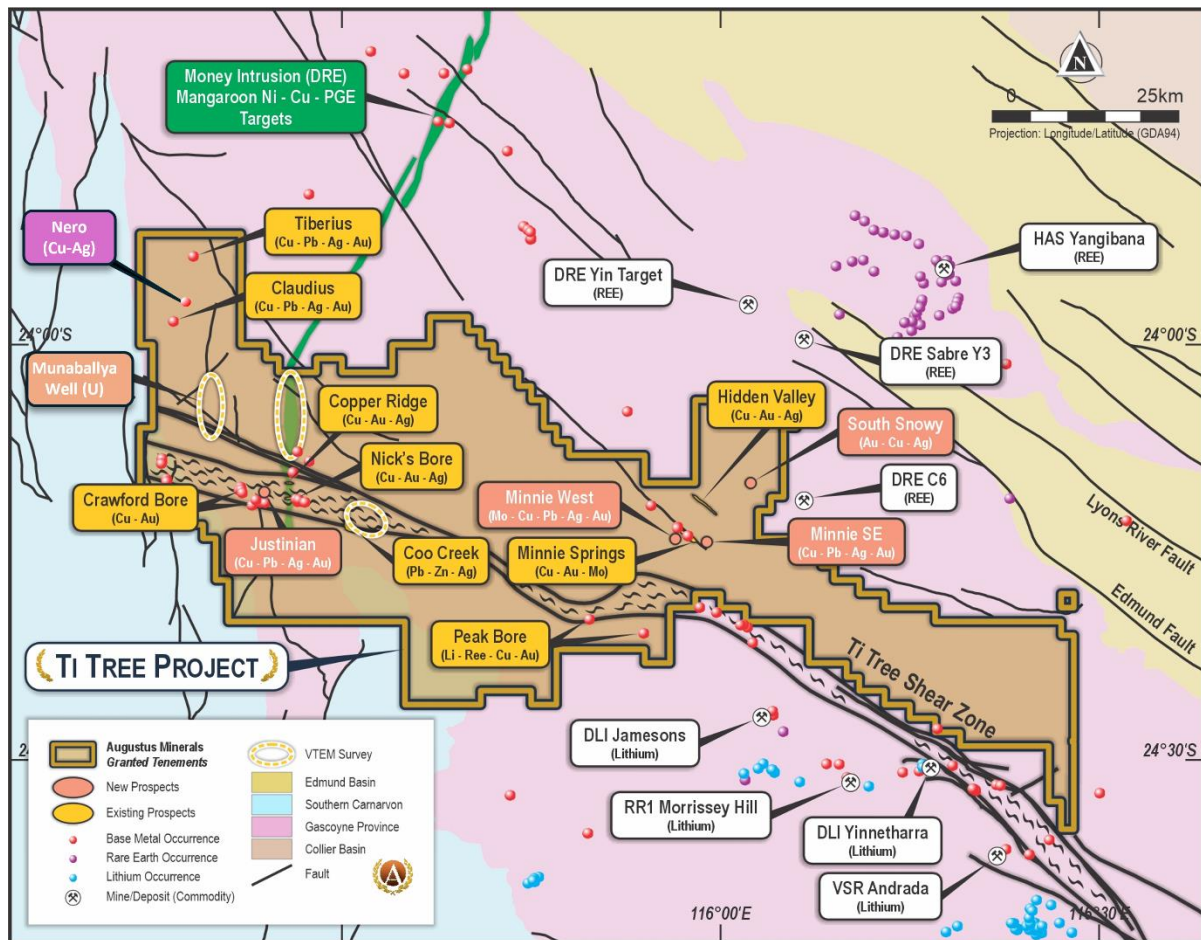 Money Intrusion (DRE)
Mangaroon Ni - Cu - PGE
Targets
N
0 25km
Projection: Longitude/Latitude (GDA94)
Nero
(Cu-Ag)
Tiberius
(Cu - Pb - Ag - Au)
Claudius
(Cu - Pb - Ag - Au)
DRE Yin Target
(REE)
HAS Yangibana
(REE)
24°00'S
24°00'S
DRE Sabre Y3
(REE)
Munaballya
Well (U)
Copper Ridge
(Cu - Au - Ag)
Hidden Valley
(Cu - Au - Ag)
South Snowy
(Au - Cu - Ag)
Nick's Bore
(Cu - Au - Ag)
DRE C6
(REE)
Crawford Bore
(Cu - Au)
Minnie West
(Mo - Cu - Pb - Ag - Au)
Lyons River Fault
Justinian
(Cu - Pb - Ag - Au)
Coo Creek
(Pb - Zn - Ag)
Minnie Springs
(Cu - Au - Mo)
Minnie SE
(Cu - Pb - Ag - Au)
Edmund Fault
Peak Bore
(Li - Ree - Cu - Au)
TI TREE PROJECT
Ti Tree Shear Zone
24°30'S
DLI Jamesons
(Lithium)
RR1 Morrissey Hill
(Lithium)
DLI Yinnetharra
(Lithium)
VSR Andrada
(Lithium)
116°00'E
116°30'E
24
Augustus Minerals
Granted Tenements
New Prospects
Existing Prospects
Base Metal Occurrence
Rare Earth Occurrence
Lithium Occurrence
Mine/Deposit (Commodity)
VTEM Survey
Edmund Basin
Southern Carnarvon
Gascoyne Province
Collier Basin
Fault
A